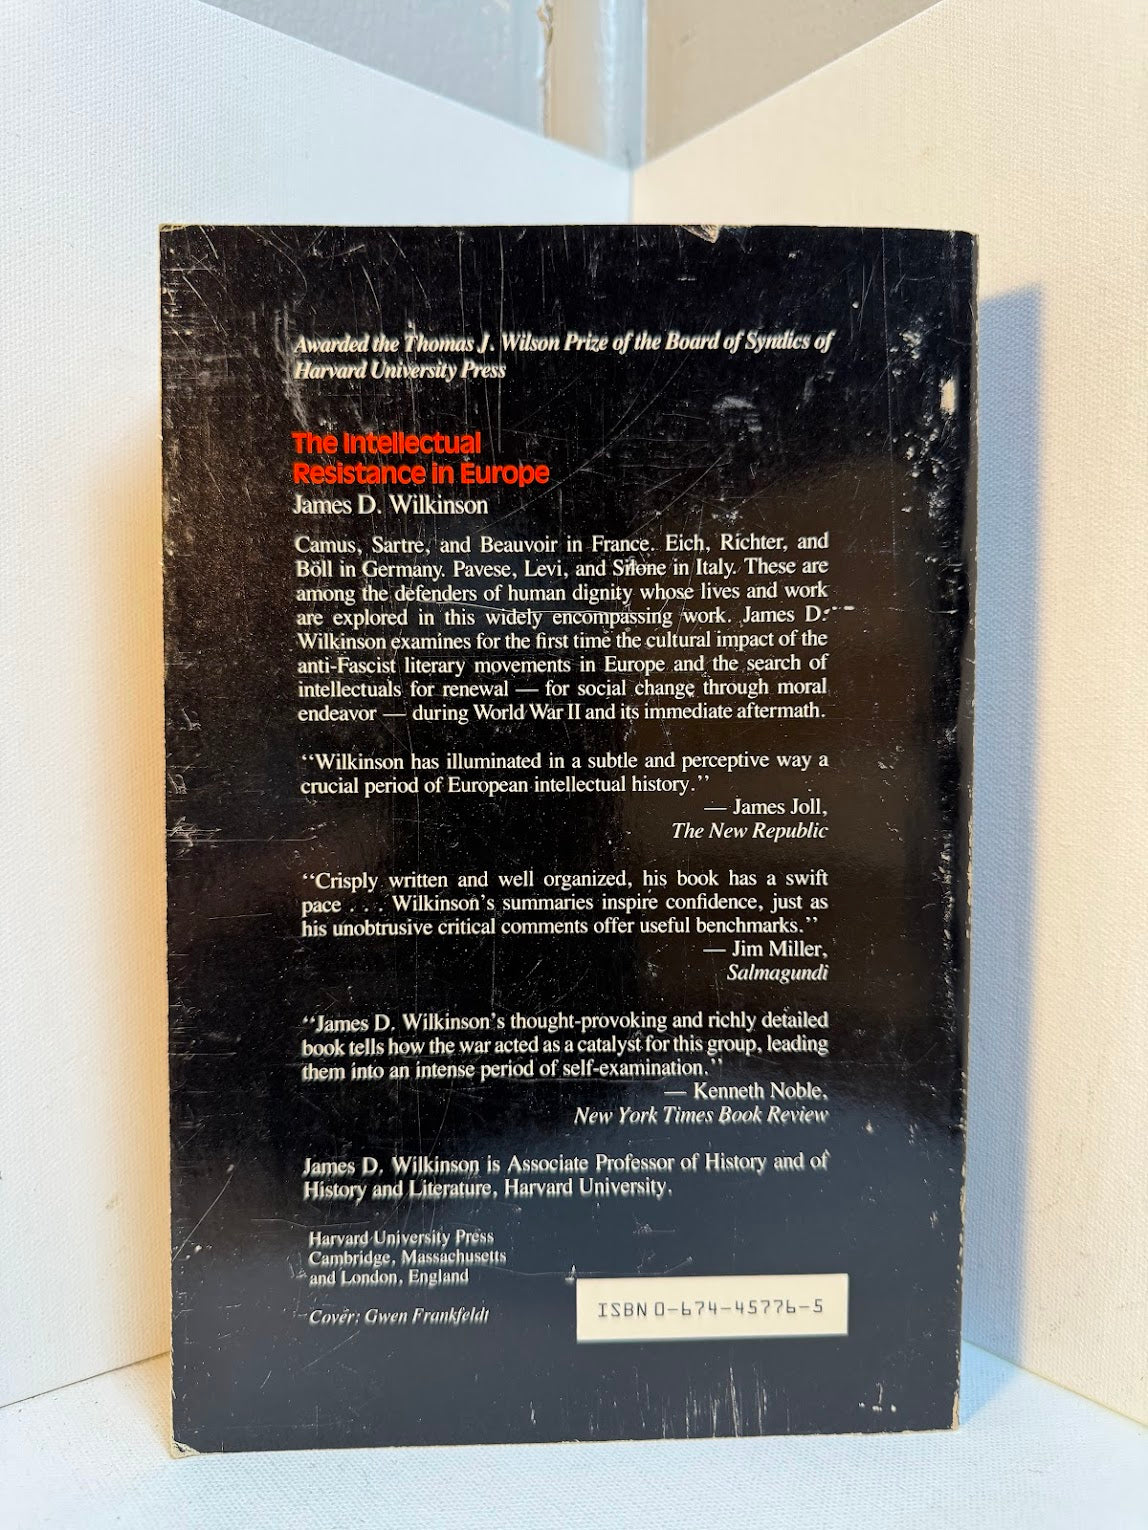 Awarded the Thomas J. Wilson Prize of the Board of Syndics of
Harvard University Press
The Intellectual
Resistance in Europe
James D. Wilkinson
Camus, Sartre, and Beauvoir in France. Eich, Richter, and
Böll in Germany. Pavese, Levi, and Silone in Italy. These are
among the defenders of human dignity whose lives and work
are explored in this widely encompassing work. James D.
Wilkinson examines for the first time the cultural impact of the
anti-Fascist literary movements in Europe and the search of
intellectuals for renewal — for social change through moral
endeavor — during World War II and its immediate aftermath.
“Wilkinson has illuminated in a subtle and perceptive way a
crucial period of European intellectual history.”
— James Joll,
The New Republic
“Crisply written and well organized, his book has a swift
pace . . . Wilkinson’s summaries inspire confidence, just as
his unobtrusive critical comments offer useful benchmarks.”
— Jim Miller,
Salmagundi
“James D. Wilkinson’s thought-provoking and richly detailed
book tells how the war acted as a catalyst for this group, leading
them into an intense period of self-examination.”
— Kenneth Noble,
New York Times Book Review
James D. Wilkinson is Associate Professor of History and of
History and Literature, Harvard University.
Harvard University Press
Cambridge, Massachusetts
and London, England
Cover: Gwen Frankfeldt
ISBN 0-674-45776-5